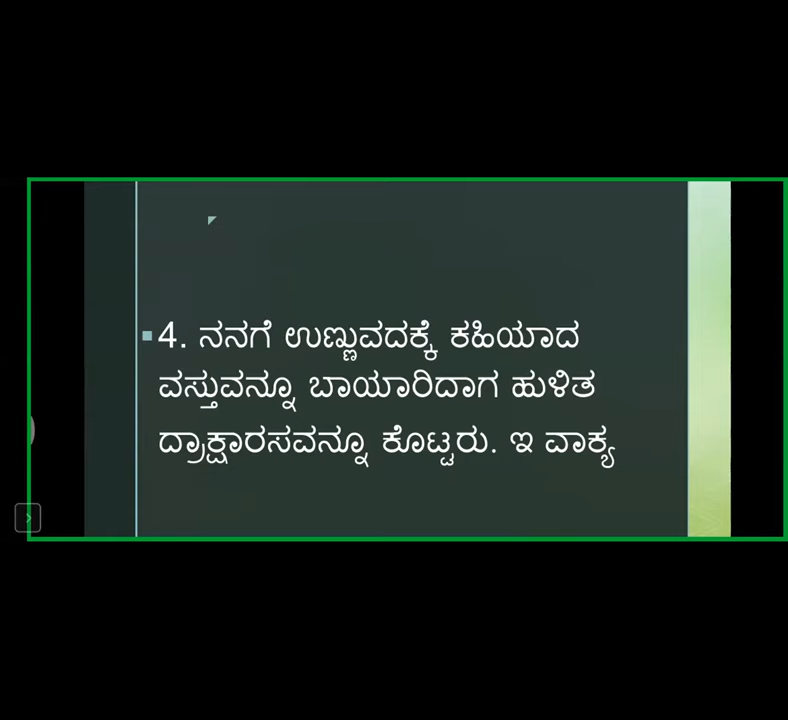 4. ನನಗೆ ಉಣ್ಣುವದಕ್ಕೆ ಕಹಿಯಾದ
ವಸ್ತುವನ್ನೂ ಬಾಯಾರಿದಾಗ ಹುಳಿತ
ದ್ರಾಕ್ಷಾರಸವನ್ನೂ ಕೊಟ್ಟರು. ಇ ವಾಕ್ಯ